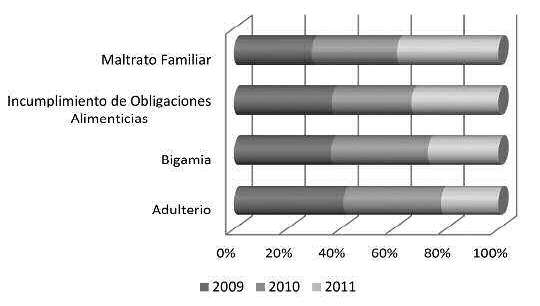 Maltrato Familiar
Incumplimiento de Obligaciones
Alimenticias
Bigamia
Adulterio
0% 20% 40% 60% 80% 100%
2009 2010 2011